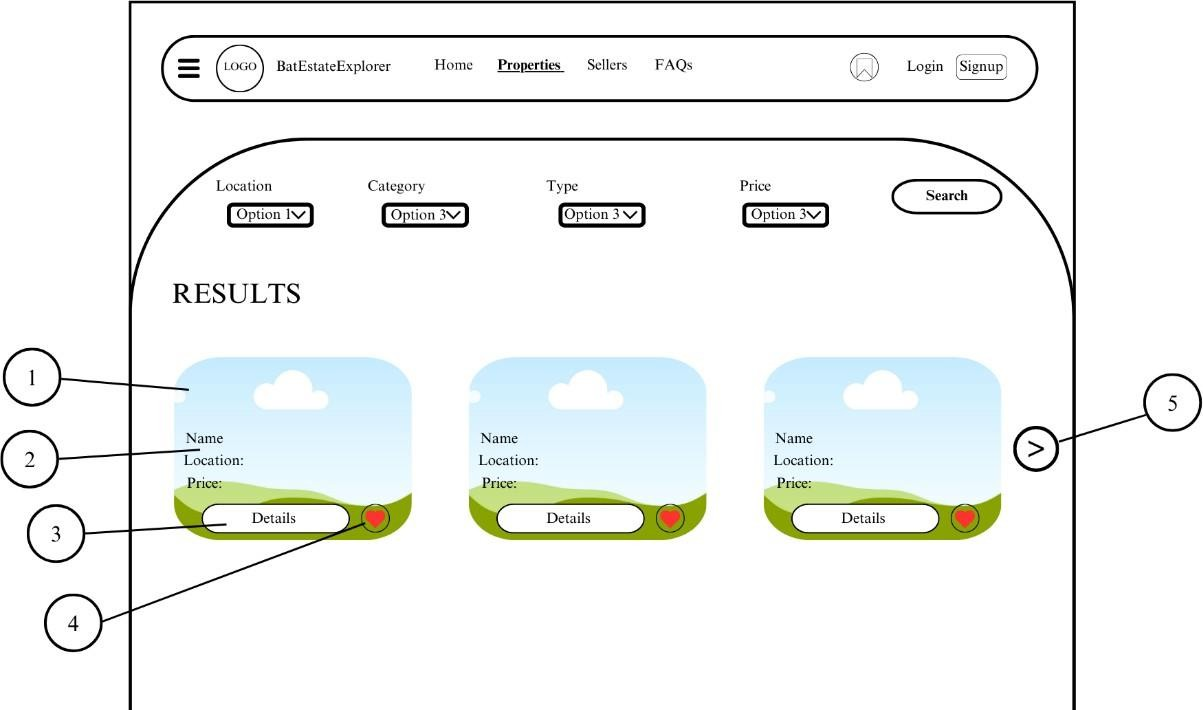 LOGO BatEstateExplorer Home Properties Sellers FAQs Login Signup
Location Category Type Price Search
Option 1 Option 3 Option 3 Option 3
RESULTS
1
2
3
4
5
Name
Location:
Price:
Details
Name
Location:
Price:
Details
Name
Location:
Price:
Details
>